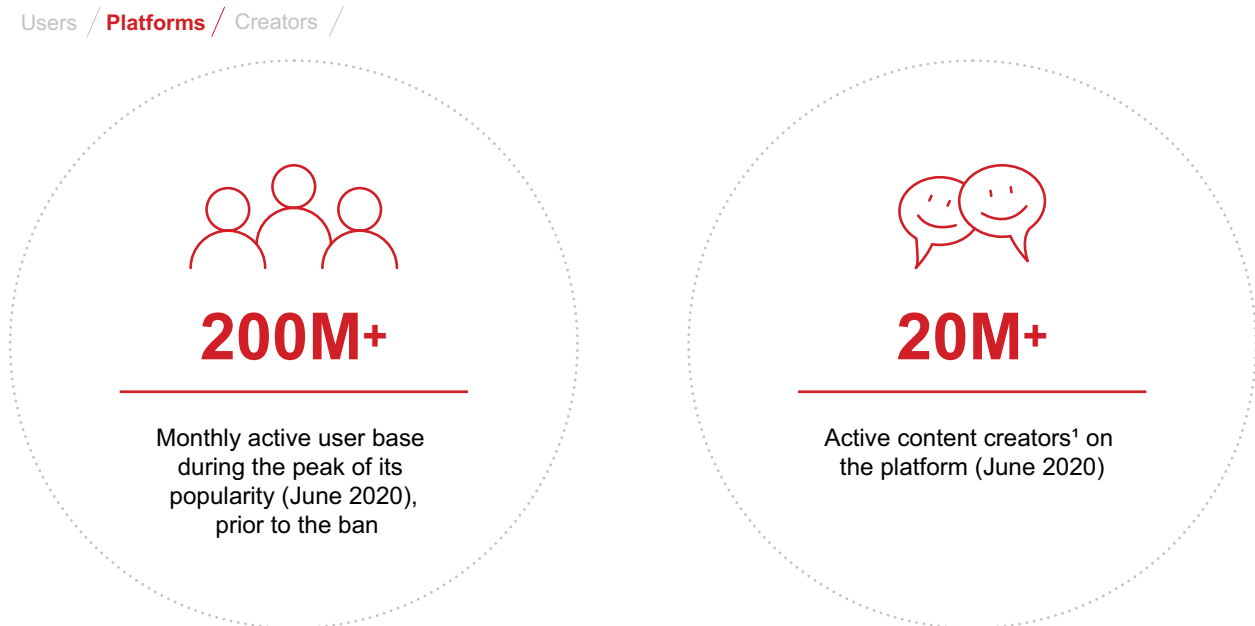 Users / Platforms / Creators /
200M+
Monthly active user base
during the peak of its
popularity (June 2020),
prior to the ban
20M+
Active content creators¹ on
the platform (June 2020)